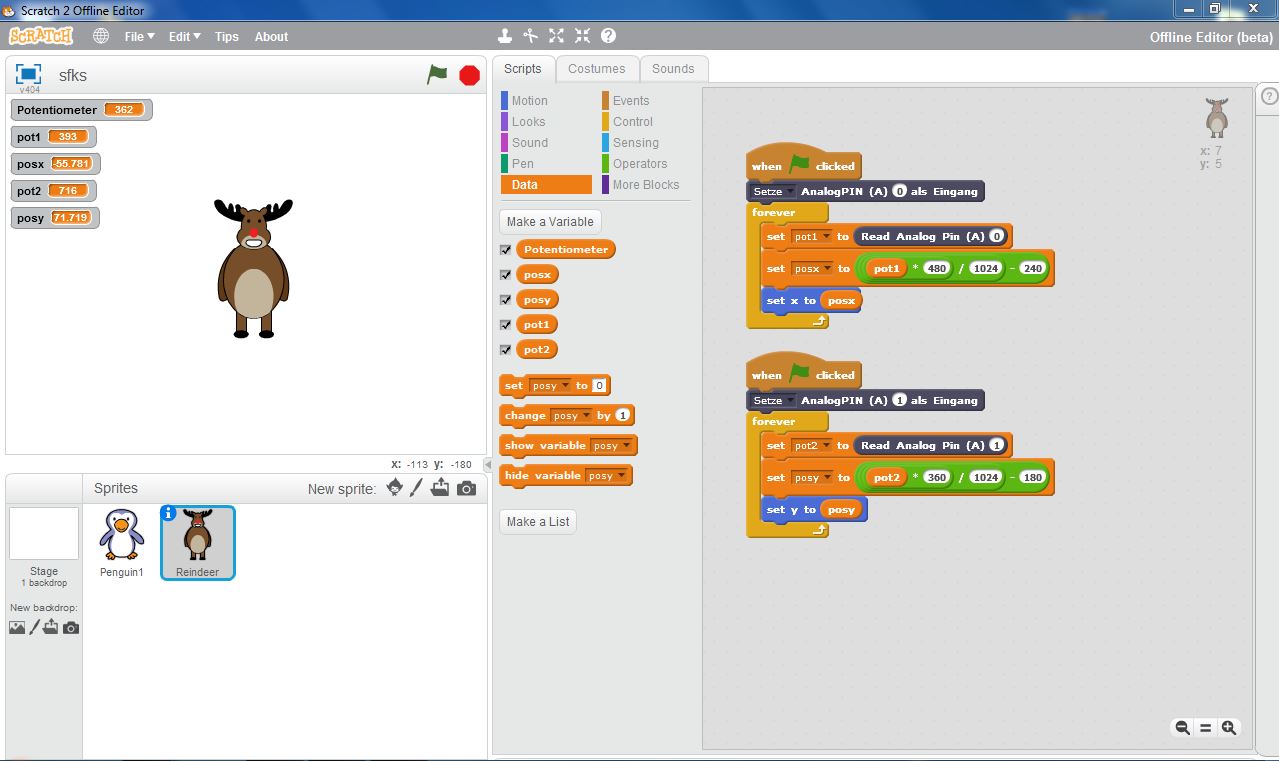 Scratch 2 Offline Editor
SCRATCH File Edit Tips About Offline Editor (beta)
v404
sfks
Potentiometer 362
pot1 393
posx -55.781
pot2 716
posy 71.719
x: -113 y: -180
Sprites New sprite:
Stage
1 backdrop
New backdrop:
Penguin1
Reindeer
Scripts Costumes Sounds
Motion Events
Looks Control
Sound Sensing
Pen Operators
Data More Blocks
Make a Variable
Potentiometer
posx
posy
pot1
pot2
set posy to 0
change posy by 1
show variable posy
hide variable posy
Make a List
x: 7
y: 5
when clicked
Setze AnalogPIN (A) 0 als Eingang
forever
set pot1 to Read Analog Pin (A) 0
set posx to pot1 * 480 / 1024 - 240
set x to posx
when clicked
Setze AnalogPIN (A) 1 als Eingang
forever
set pot2 to Read Analog Pin (A) 1
set posy to pot2 * 360 / 1024 - 180
set y to posy